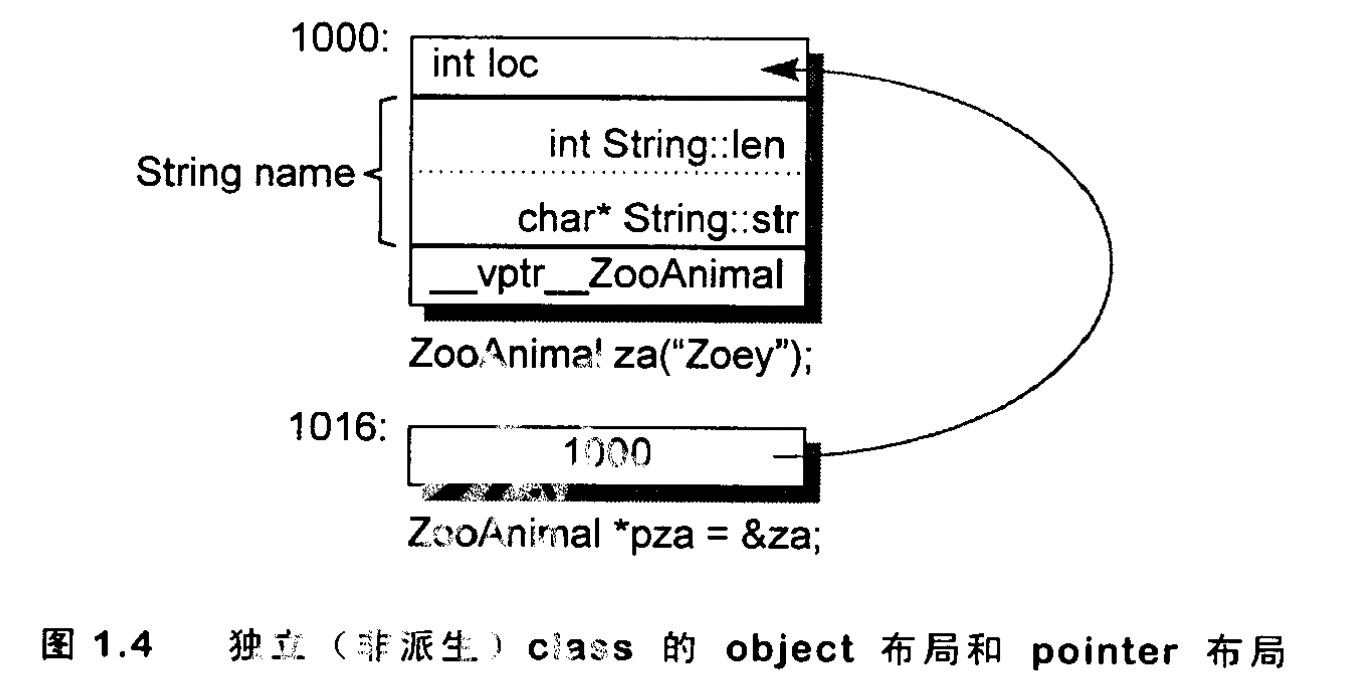 1000:
int loc
int String::len
String name
char* String::str
__vptr__ZooAnimal
ZooAnimal za(“Zoey”);
1016:
1000
ZooAnimal *pza = &za;
图 1.4 独立（非派生）class 的 object 布局和 pointer 布局